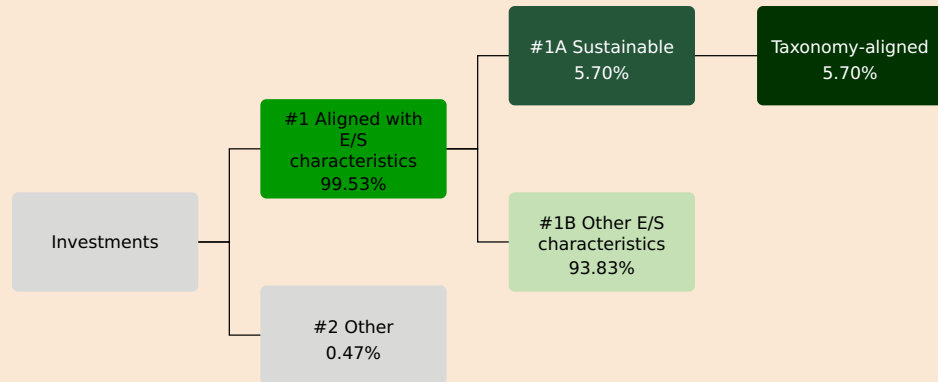 #1A Sustainable
5.70%
Taxonomy-aligned
5.70%
#1 Aligned with
E/S
characteristics
99.53%
Investments
#1B Other E/S
characteristics
93.83%
#2 Other
0.47%